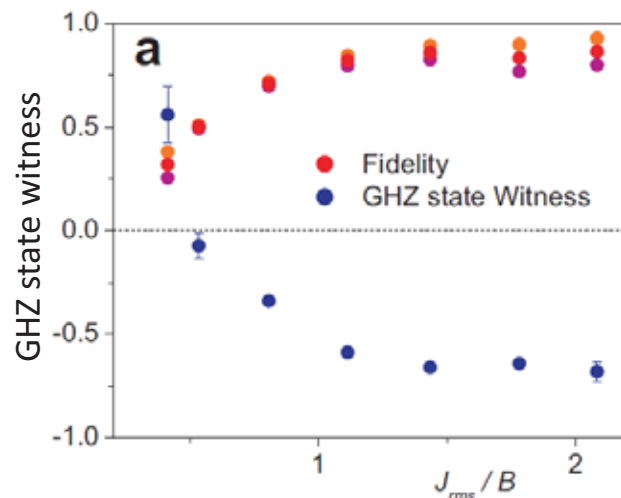 a
1.0
0.5
0.0
-0.5
-1.0
GHZ state witness
Fidelity
GHZ state Witness
1
2
J_rms / B